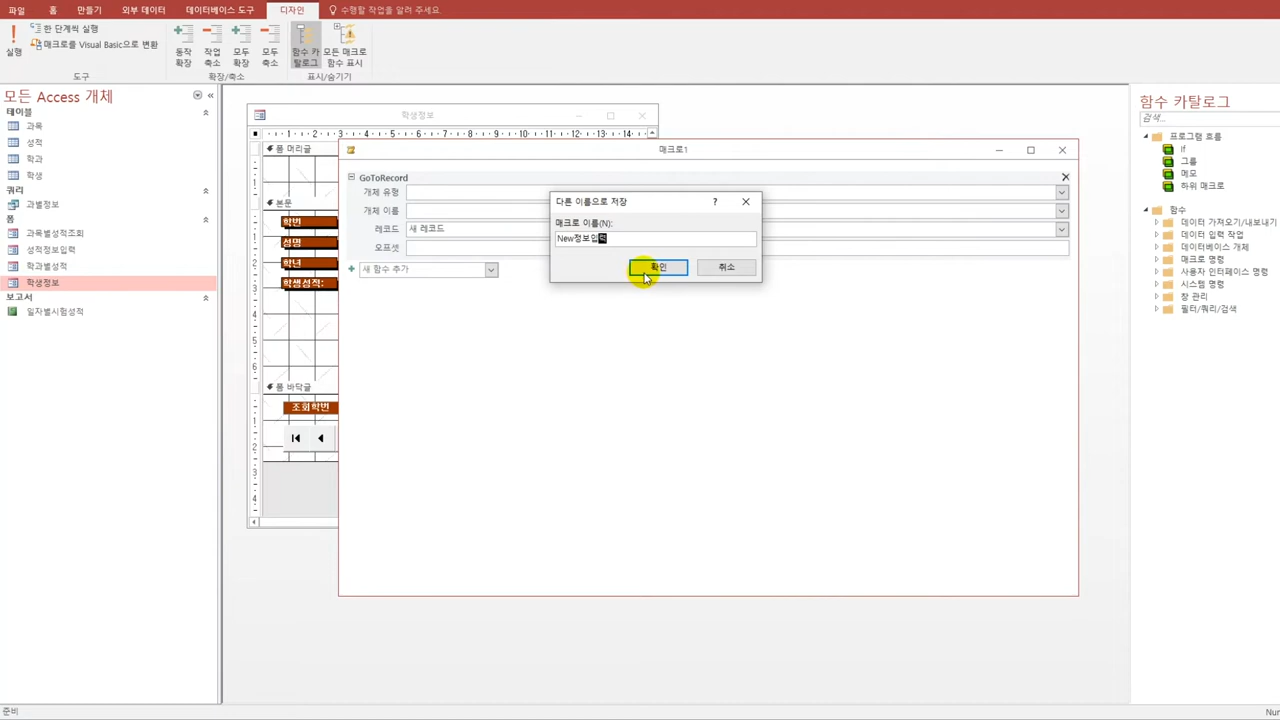 파일 홈 만들기 외부 데이터 데이터베이스 도구 디자인 수행할 작업을 알려 주세요.
실행
한 단계씩 실행
매크로를 Visual Basic으로 변환
동작 확장
작업 축소
모두 확장
모두 축소
함수 카탈로그
모든 매크로 함수 표시
도구 확장/축소 표시/숨기기
모든 Access 개체
테이블
과목
성적
학과
학생
쿼리
과별정보
폼
과목별성적조회
성적정보입력
학과별성적
학생정보
보고서
일자별시험성적
학생정보
1 2 3 4 5 6 7 8 9 10 11 12 13 14
폼 머리글
본문
학번
성명
학년
학생성적:
폼 바닥글
조회학번
매크로1
GoToRecord
개체 유형
개체 이름
레코드 새 레코드
오프셋
새 함수 추가
다른 이름으로 저장 ?
매크로 이름(N):
New정보입력
확인 취소
함수 카탈로그
검색...
프로그램 흐름
If
그룹
메모
하위 매크로
함수
데이터 가져오기/내보내기
데이터 입력 작업
데이터베이스 개체
매크로 명령
사용자 인터페이스 명령
시스템 명령
창 관리
필터/쿼리/검색
준비 Num